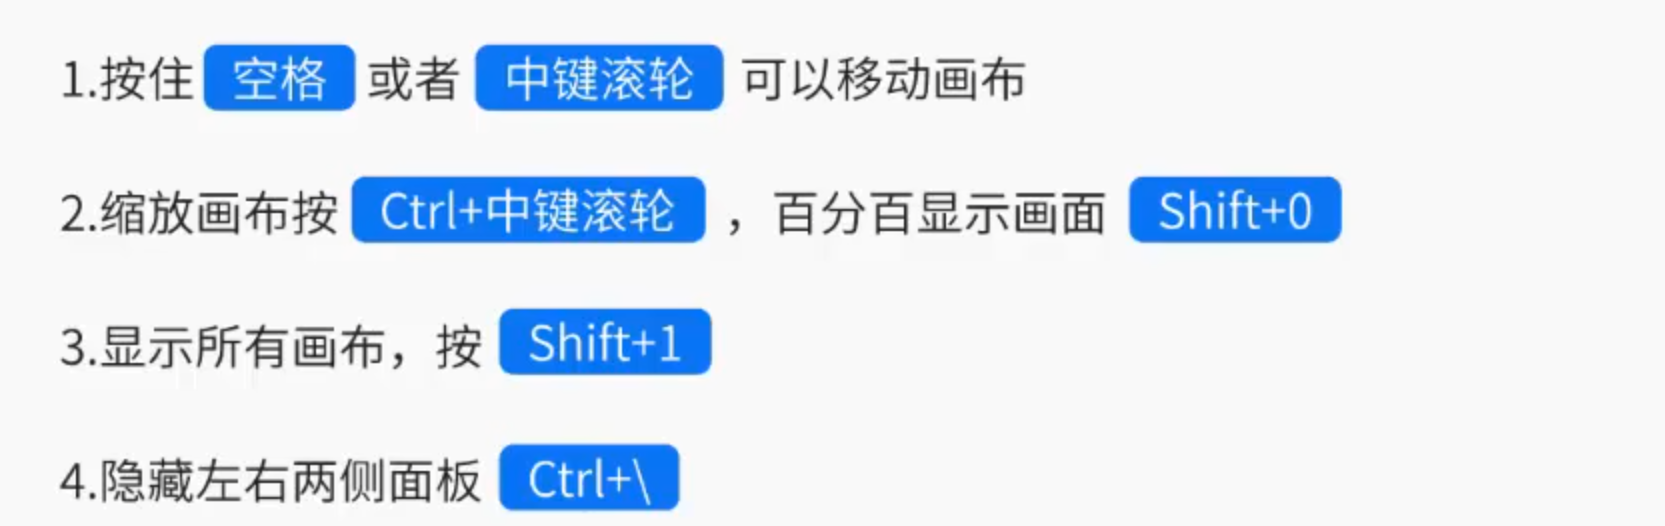 1.按住 空格 或者 中键滚轮 可以移动画布
2.缩放画布按 Ctrl+中键滚轮 ，百分百显示画面 Shift+0
3.显示所有画布，按 Shift+1
4.隐藏左右两侧面板 Ctrl+\